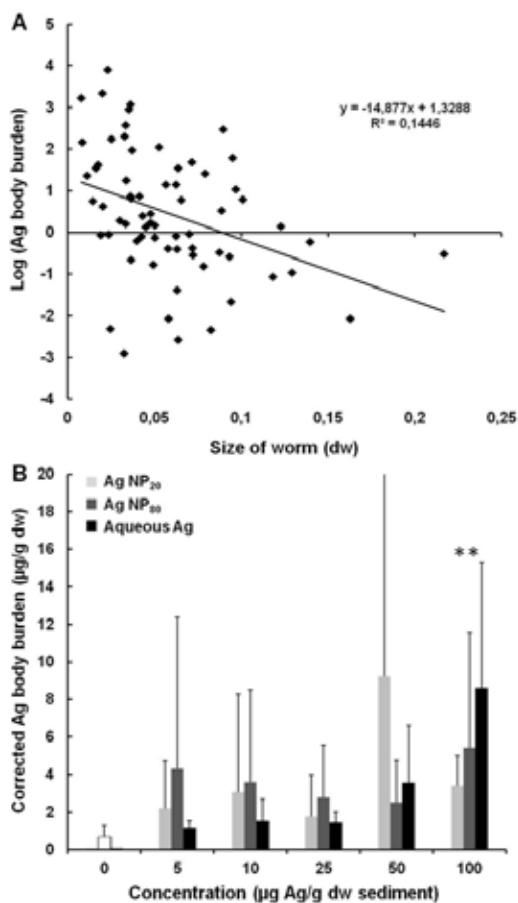 A
5
4
3
2
1
0
-1
-2
-3
-4
Log (Ag body burden)
y = -14,877x + 1,3288
R² = 0,1446
0 0,05 0,1 0,15 0,2 0,25
Size of worm (dw)
B
20
18
16
14
12
10
8
6
4
2
0
Corrected Ag body burden (µg/g dw)
Ag NP₂₀
Ag NP₈₀
Aqueous Ag
**
0 5 10 25 50 100
Concentration (µg Ag/g dw sediment)